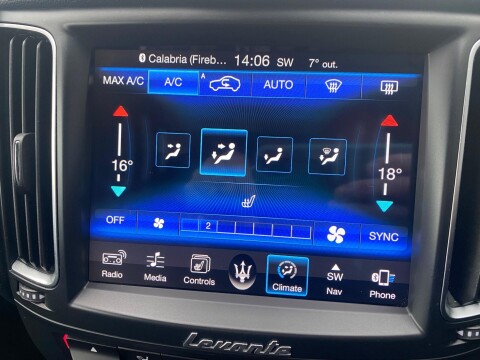 Calabria (Fireb... 14:06 SW 7° out.
MAX A/C A/C A AUTO
16° 18°
OFF 2 SYNC
Radio Media Controls Climate SW Nav Phone
Levante